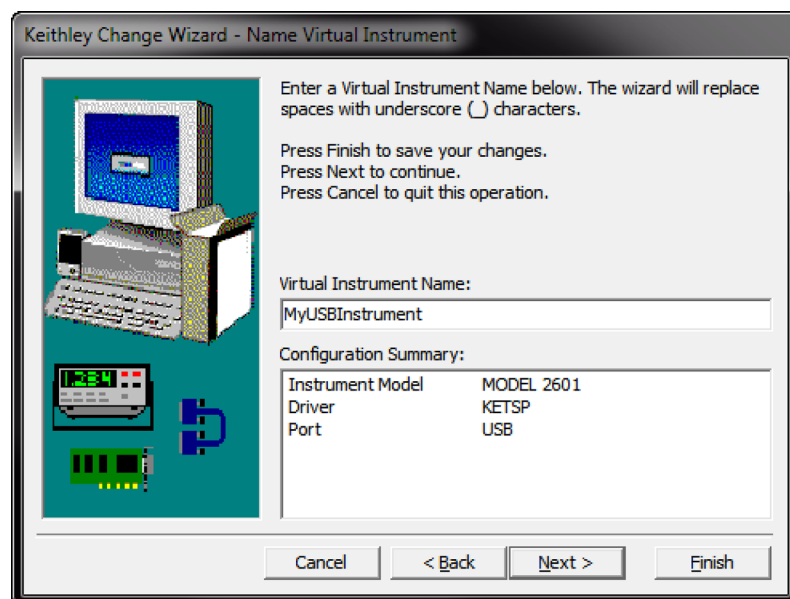 Keithley Change Wizard - Name Virtual Instrument
Enter a Virtual Instrument Name below. The wizard will replace
spaces with underscore (_) characters.
Press Finish to save your changes.
Press Next to continue.
Press Cancel to quit this operation.
Virtual Instrument Name:
MyUSBInstrument
Configuration Summary:
Instrument Model MODEL 2601
Driver KETSP
Port USB
1.234
Cancel < Back Next > Finish